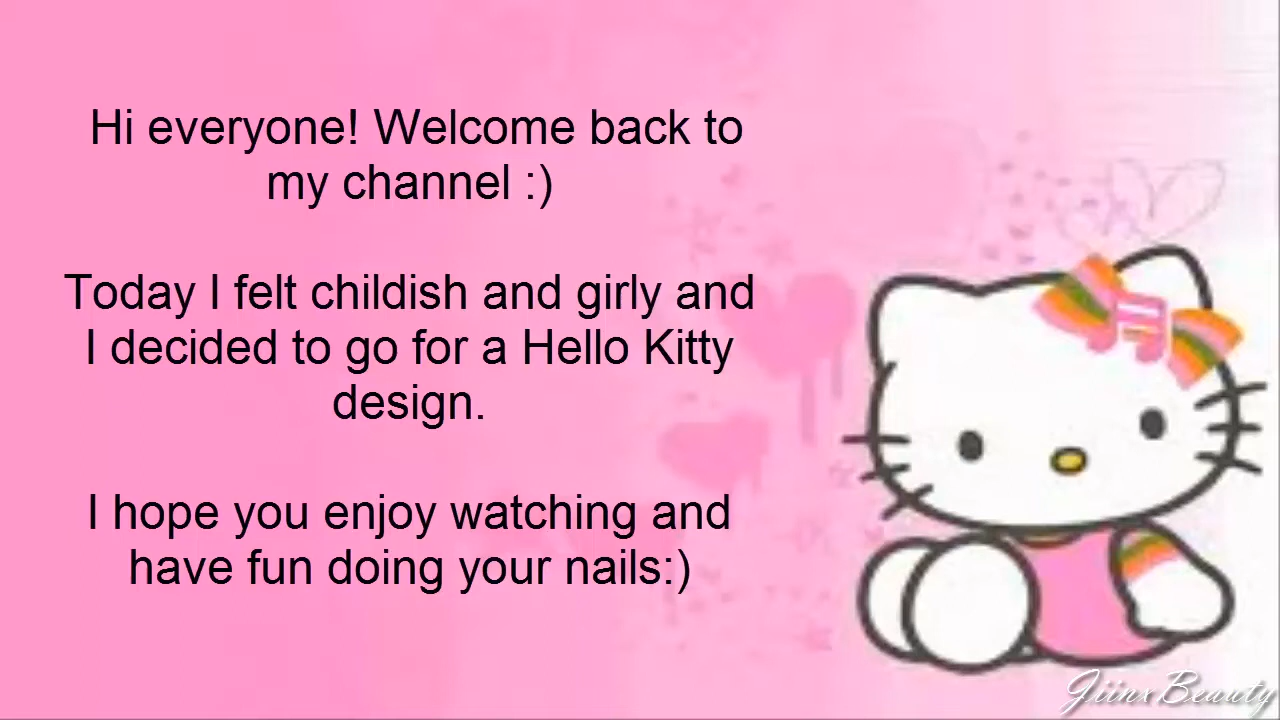 Hi everyone! Welcome back to
my channel :)
Today I felt childish and girly and
I decided to go for a Hello Kitty
design.
I hope you enjoy watching and
have fun doing your nails:)
JiinxBeauty